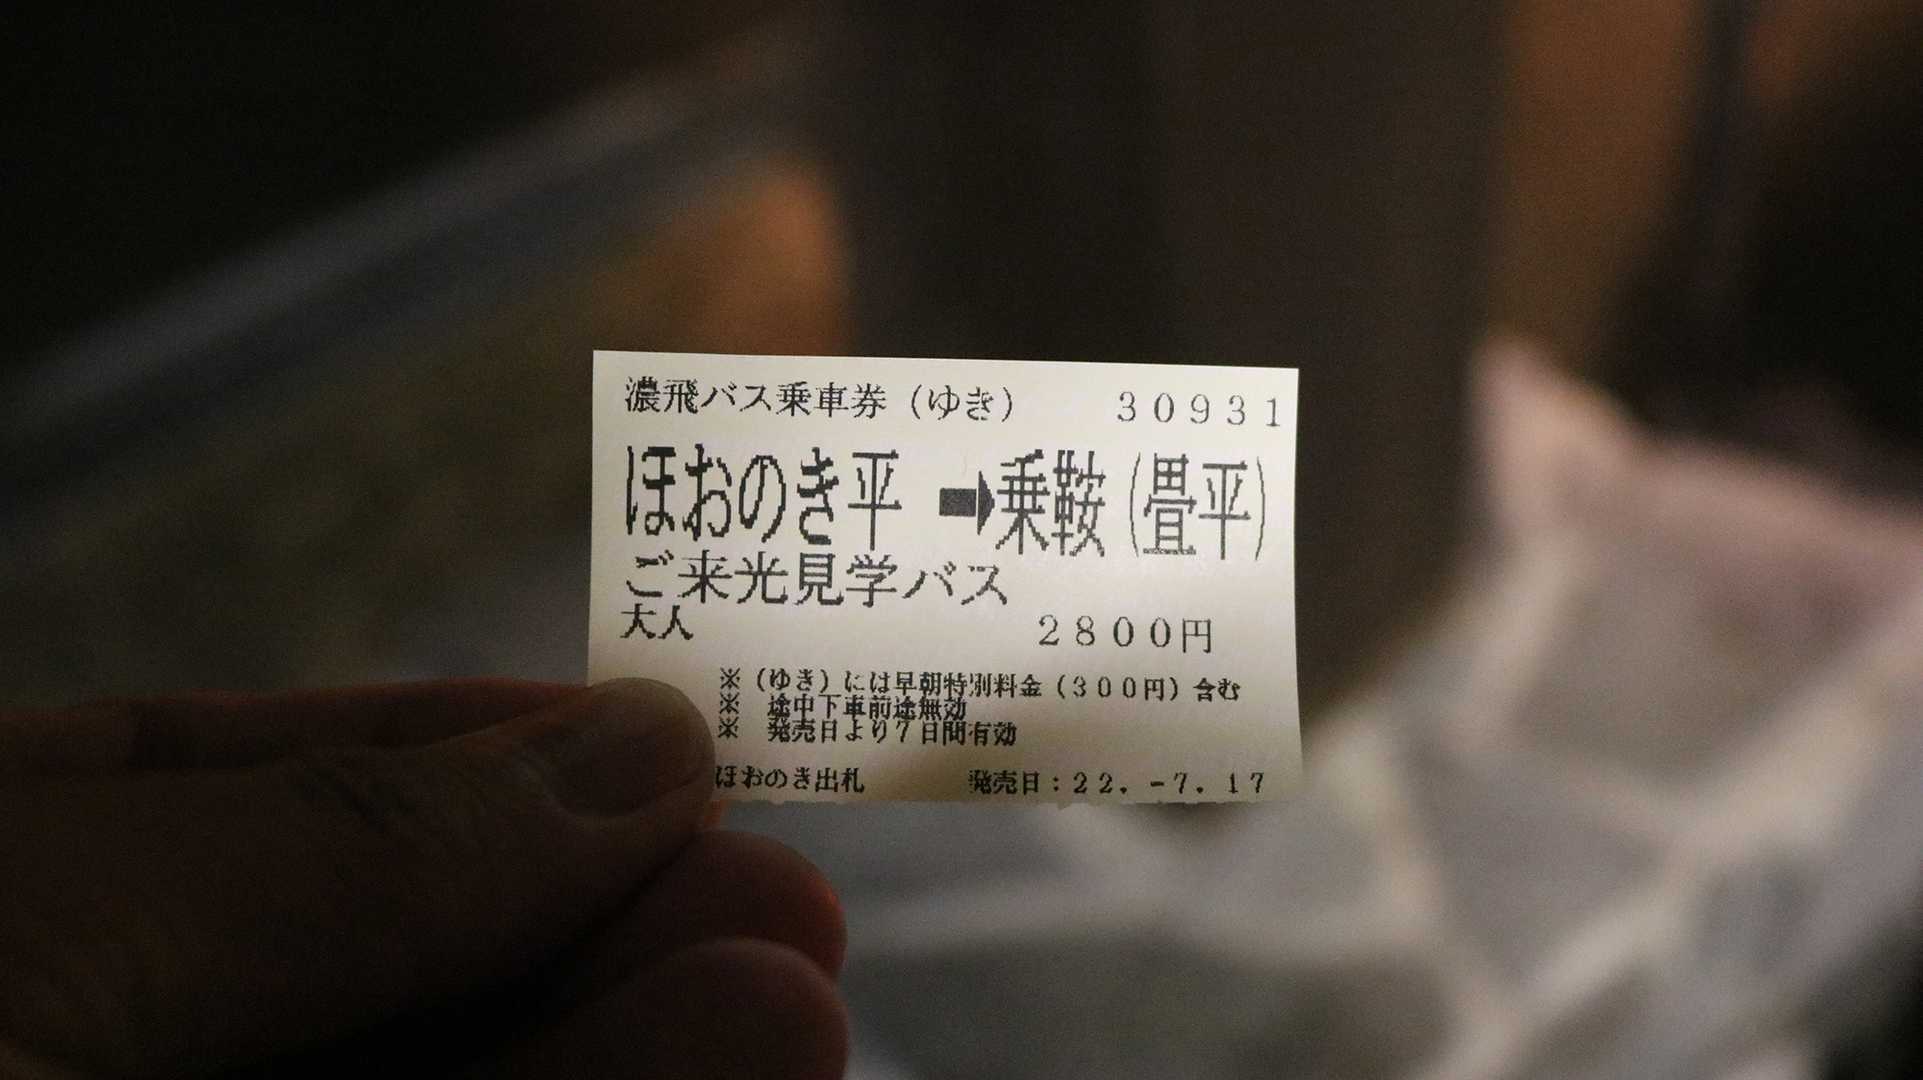 濃飛バス乗車券（ゆき） 30931
ほおのき平 ➡乗鞍（畳平）
ご来光見学バス
大人 2800円
※（ゆき）には早朝特別料金（300円）含む
※ 途中下車前途無効
※ 発売日より7日間有効
ほおのき出札 発売日：22．-7．17